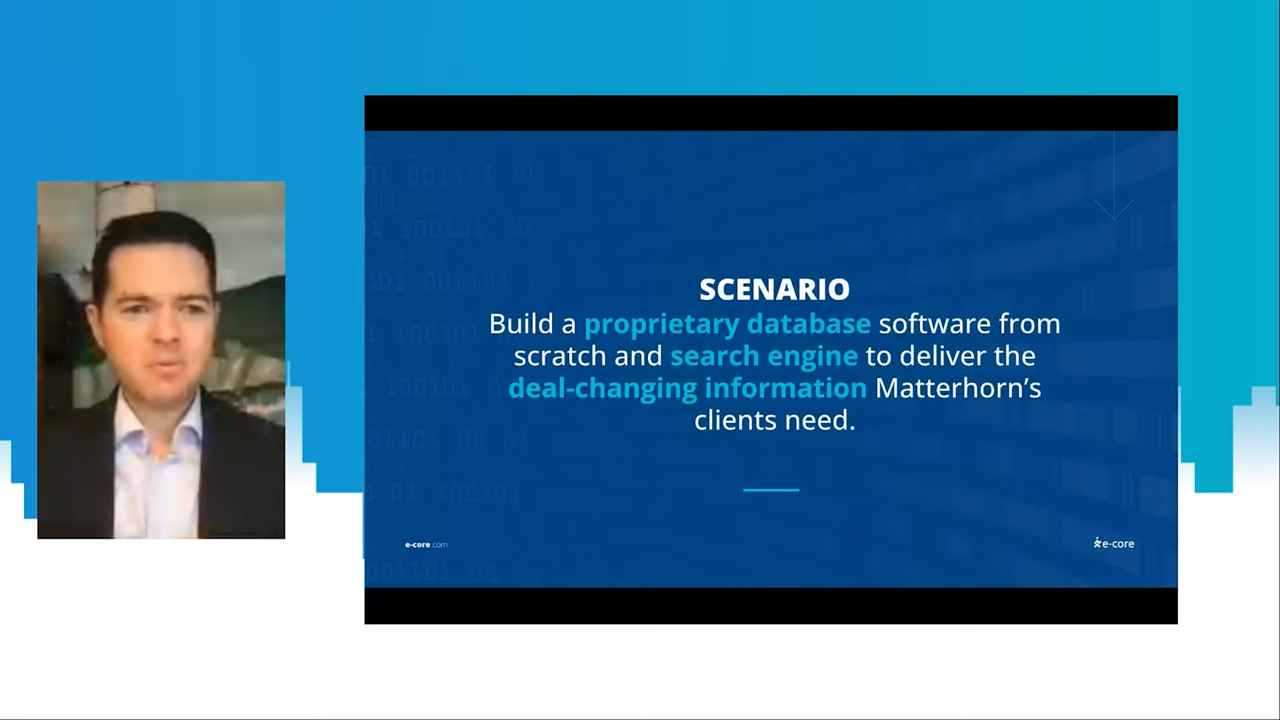 SCENARIO
Build a proprietary database software from
scratch and search engine to deliver the
deal-changing information Matterhorn’s
clients need.
e-core.com
e-core